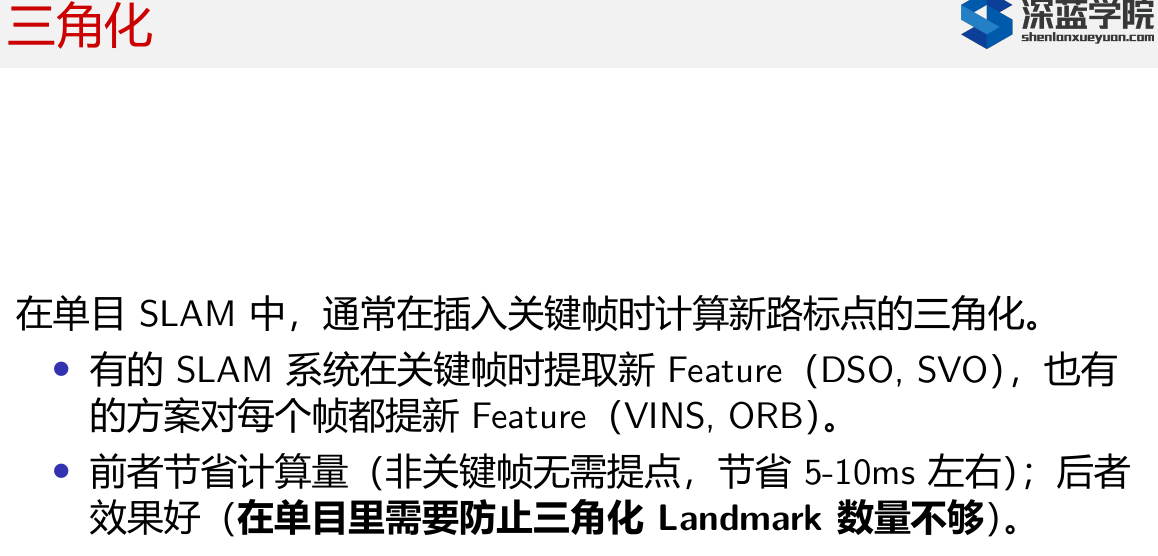 三角化
深蓝学院
shenlanxueyuan.com
在单目 SLAM 中，通常在插入关键帧时计算新路标点的三角化。
有的 SLAM 系统在关键帧时提取新 Feature（DSO, SVO），也有
的方案对每个帧都提新 Feature（VINS, ORB）。
前者节省计算量（非关键帧无需提点，节省 5-10ms 左右）；后者
效果好（在单目里需要防止三角化 Landmark 数量不够）。